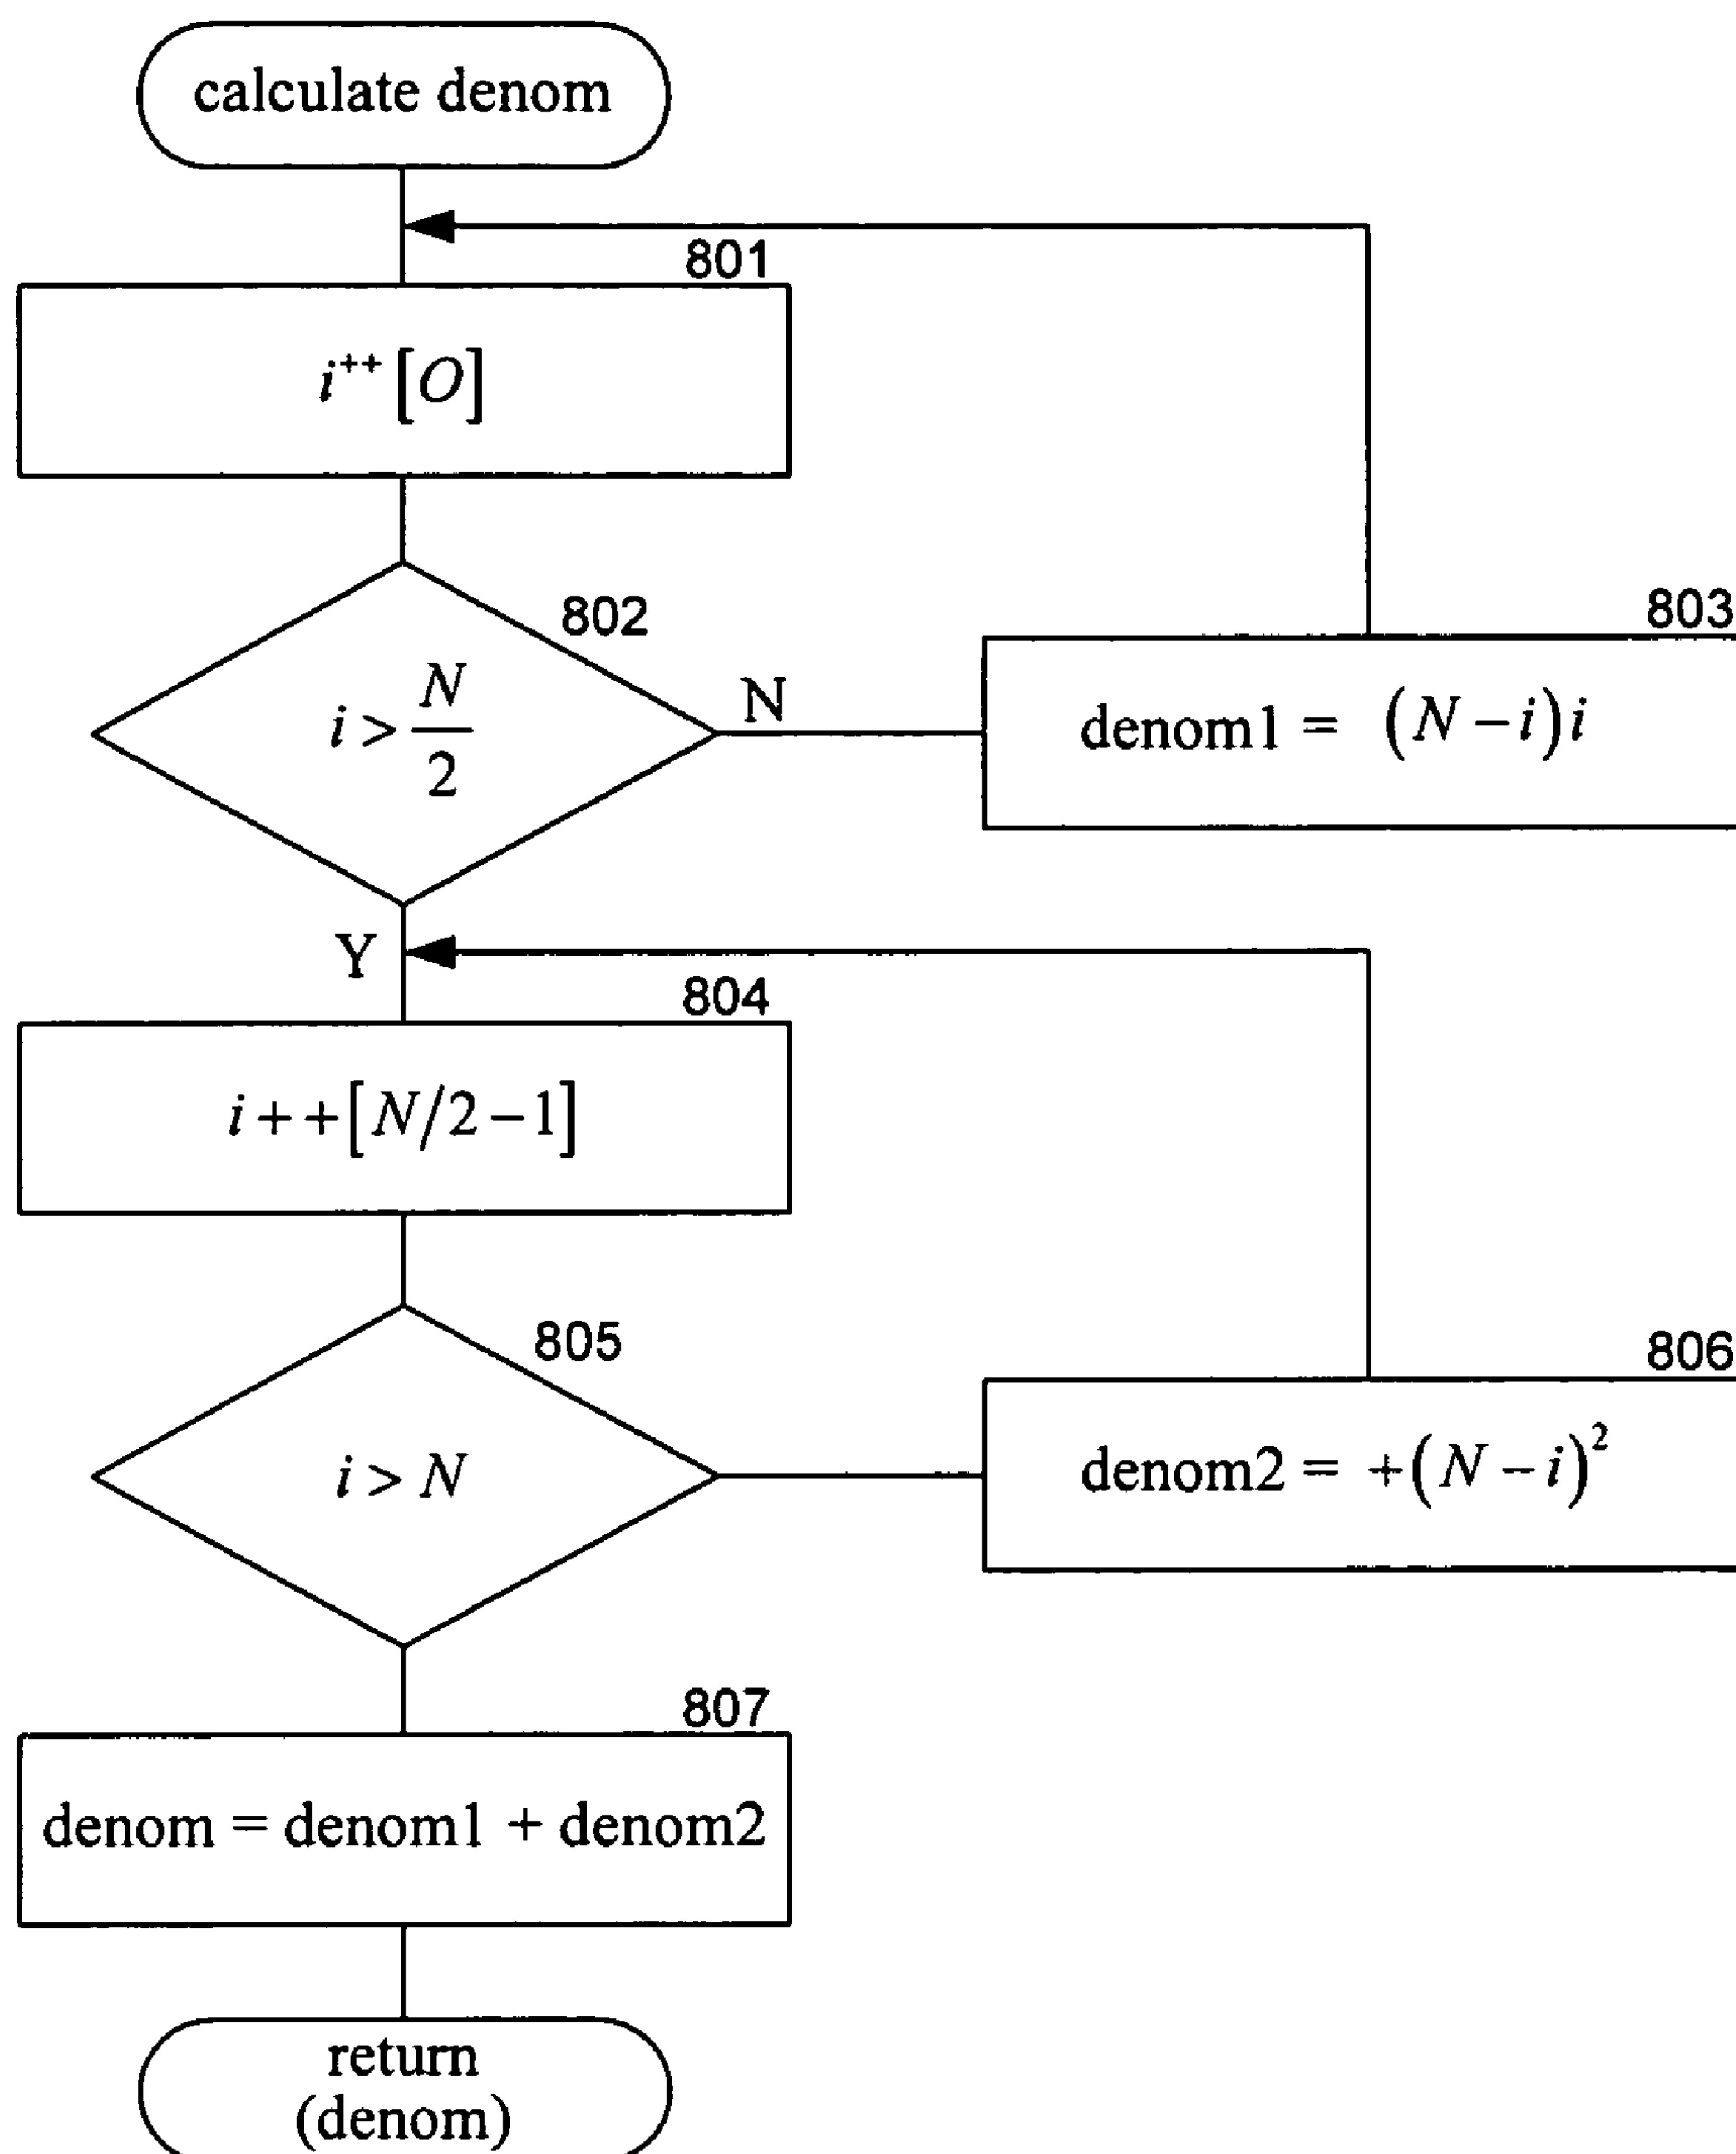 calculate denom
801
i++ [O]
802
i > N/2
N
803
denom1 = (N – i)i
Y
804
i + + [N/2 – 1]
805
i > N
806
denom2 = +(N – i)²
807
denom = denom1 + denom2
return
(denom)